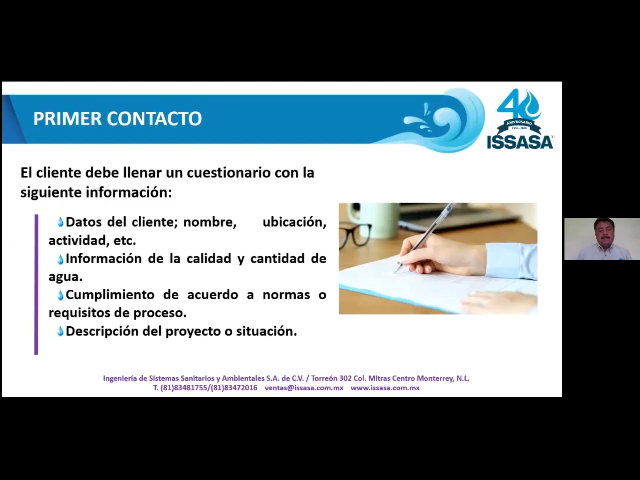 PRIMER CONTACTO
40
ANIVERSARIO
ISSASA
El cliente debe llenar un cuestionario con la
siguiente información:
Datos del cliente; nombre, ubicación,
actividad, etc.
Información de la calidad y cantidad de
agua.
Cumplimiento de acuerdo a normas o
requisitos de proceso.
Descripción del proyecto o situación.
Ingeniería de Sistemas Sanitarios y Ambientales S.A. de C.V. / Torreón 302 Col. Mitras Centro Monterrey, N.L.
T. (81)83481755/(81)83472016 ventas@issasa.com.mx www.issasa.com.mx